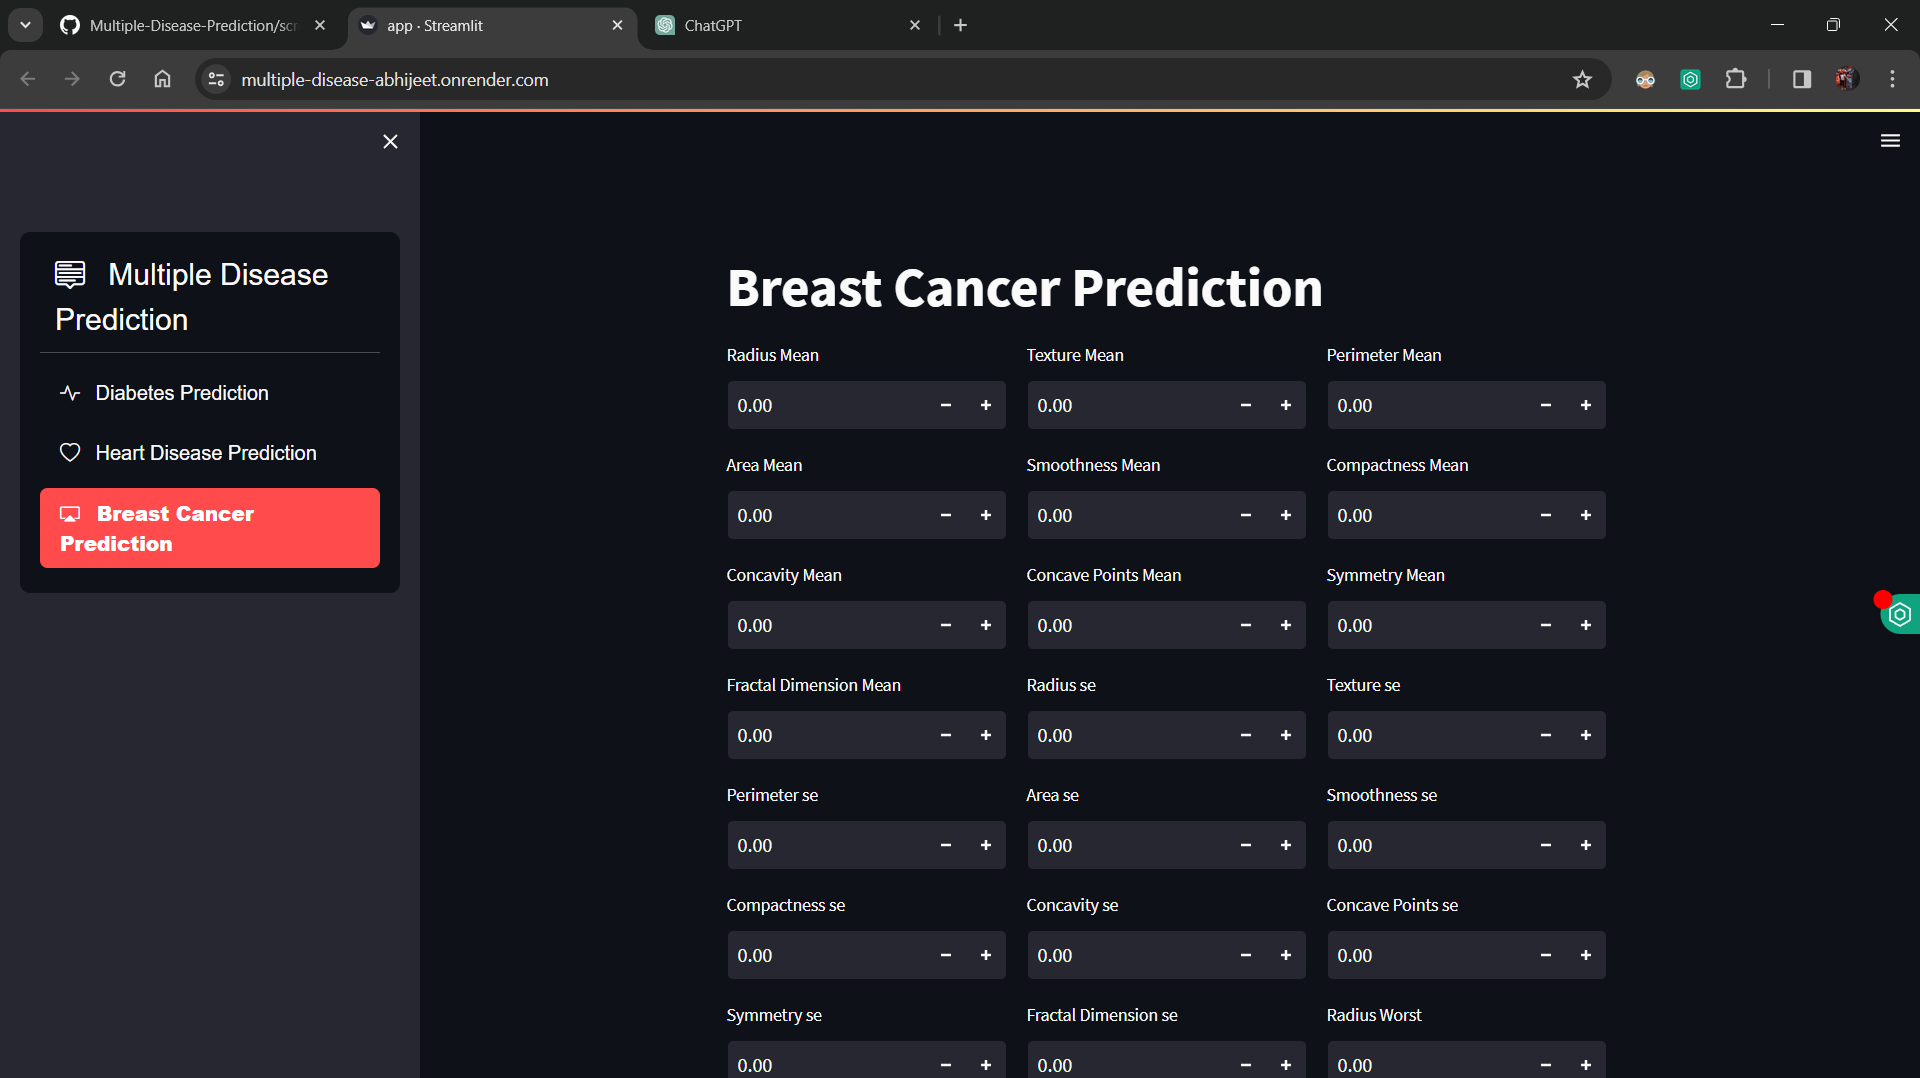 Multiple-Disease-Prediction/scr
app · Streamlit
ChatGPT
multiple-disease-abhijeet.onrender.com
Multiple Disease
Prediction
Diabetes Prediction
Heart Disease Prediction
Breast Cancer
Prediction
Breast Cancer Prediction
Radius Mean Texture Mean Perimeter Mean
0.00 0.00 0.00
Area Mean Smoothness Mean Compactness Mean
0.00 0.00 0.00
Concavity Mean Concave Points Mean Symmetry Mean
0.00 0.00 0.00
Fractal Dimension Mean Radius se Texture se
0.00 0.00 0.00
Perimeter se Area se Smoothness se
0.00 0.00 0.00
Compactness se Concavity se Concave Points se
0.00 0.00 0.00
Symmetry se Fractal Dimension se Radius Worst
0.00 0.00 0.00